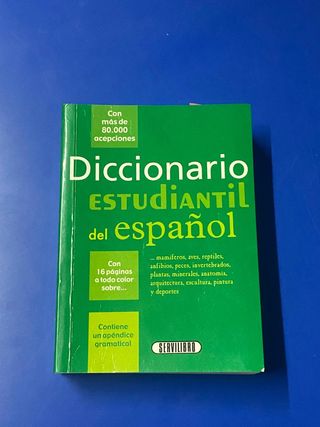 Con
más de
80.000
acepciones
Diccionario
ESTUDIANTIL
del español
Con
16 páginas
a todo color
sobre...
... mamíferos, aves, reptiles,
anfibios, peces, invertebrados,
plantas, minerales, anatomía,
arquitectura, escultura, pintura
y deportes
Contiene
un apéndice
gramatical
SERVILIBRO